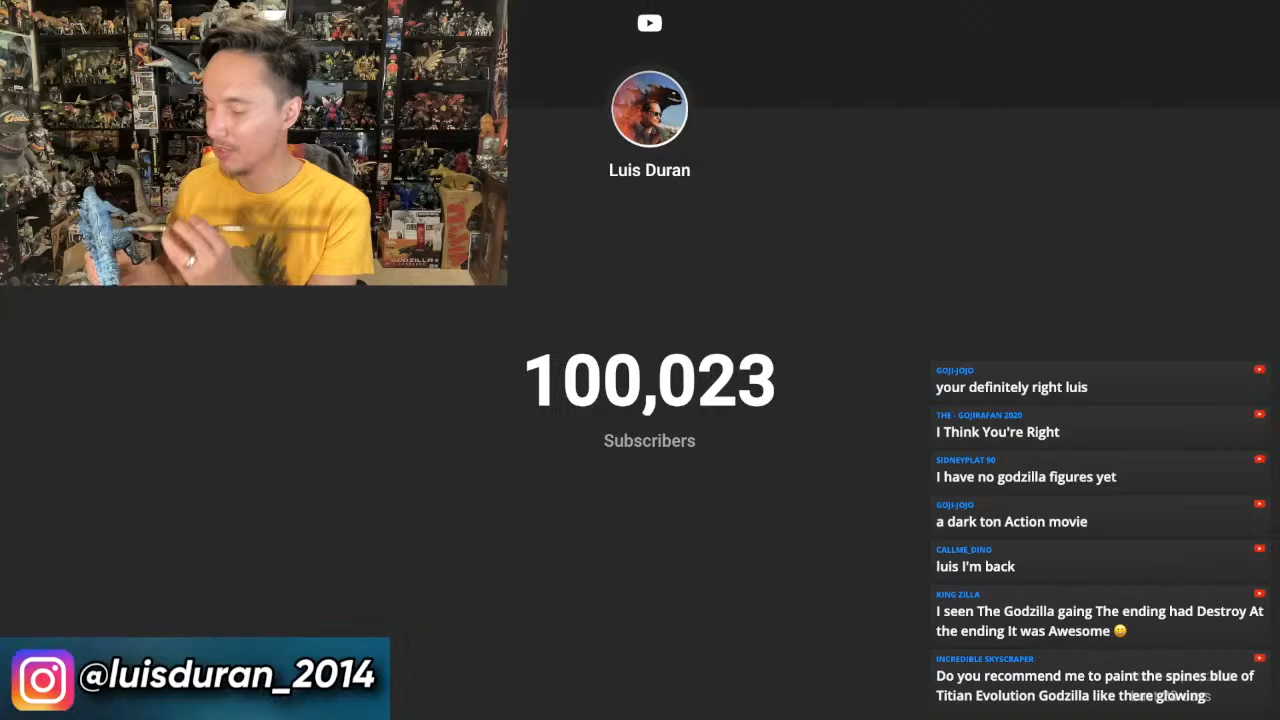 Luis Duran
100,023
Subscribers
GOJI-JOJO
your definitely right luis
THE - GOJIRAFAN 2020
I Think You're Right
SIDNEYPLAT 90
I have no godzilla figures yet
GOJI-JOJO
a dark ton Action movie
CALLME_DINO
luis I'm back
KING ZILLA
I seen The Godzilla gaing The ending had Destroy At
the ending It was Awesome 😀
INCREDIBLE SKYSCRAPER
Do you recommend me to paint the spines blue of
Titian Evolution Godzilla like there glowing
@luisduran_2014
GODZILLA